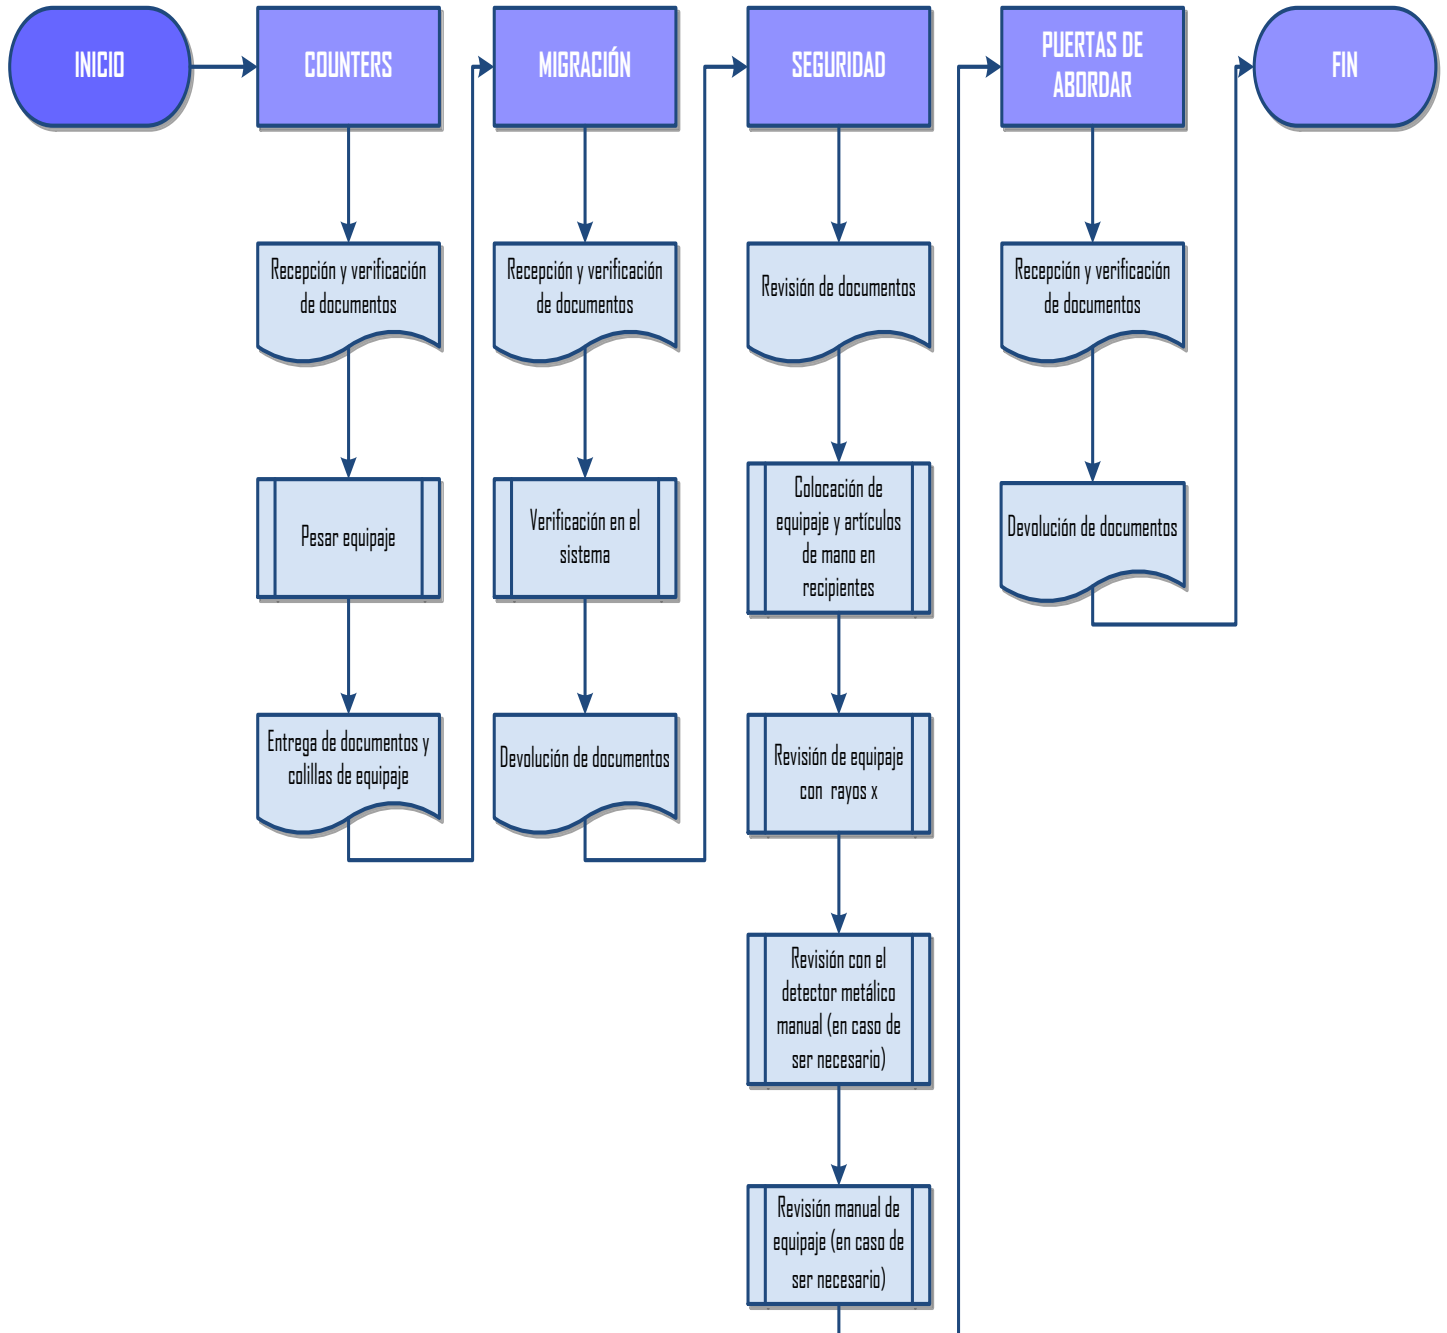 INICIO
COUNTERS
MIGRACIÓN
SEGURIDAD
PUERTAS DE
ABORDAR
FIN
Recepción y verificación
de documentos
Pesar equipaje
Entrega de documentos y
colillas de equipaje
Recepción y verificación
de documentos
Verificación en el
sistema
Devolución de documentos
Revisión de documentos
Colocación de
equipaje y artículos
de mano en
recipientes
Revisión de equipaje
con rayos x
Revisión con el
detector metálico
manual (en caso de
ser necesario)
Revisión manual de
equipaje (en caso de
ser necesario)
Recepción y verificación
de documentos
Devolución de documentos